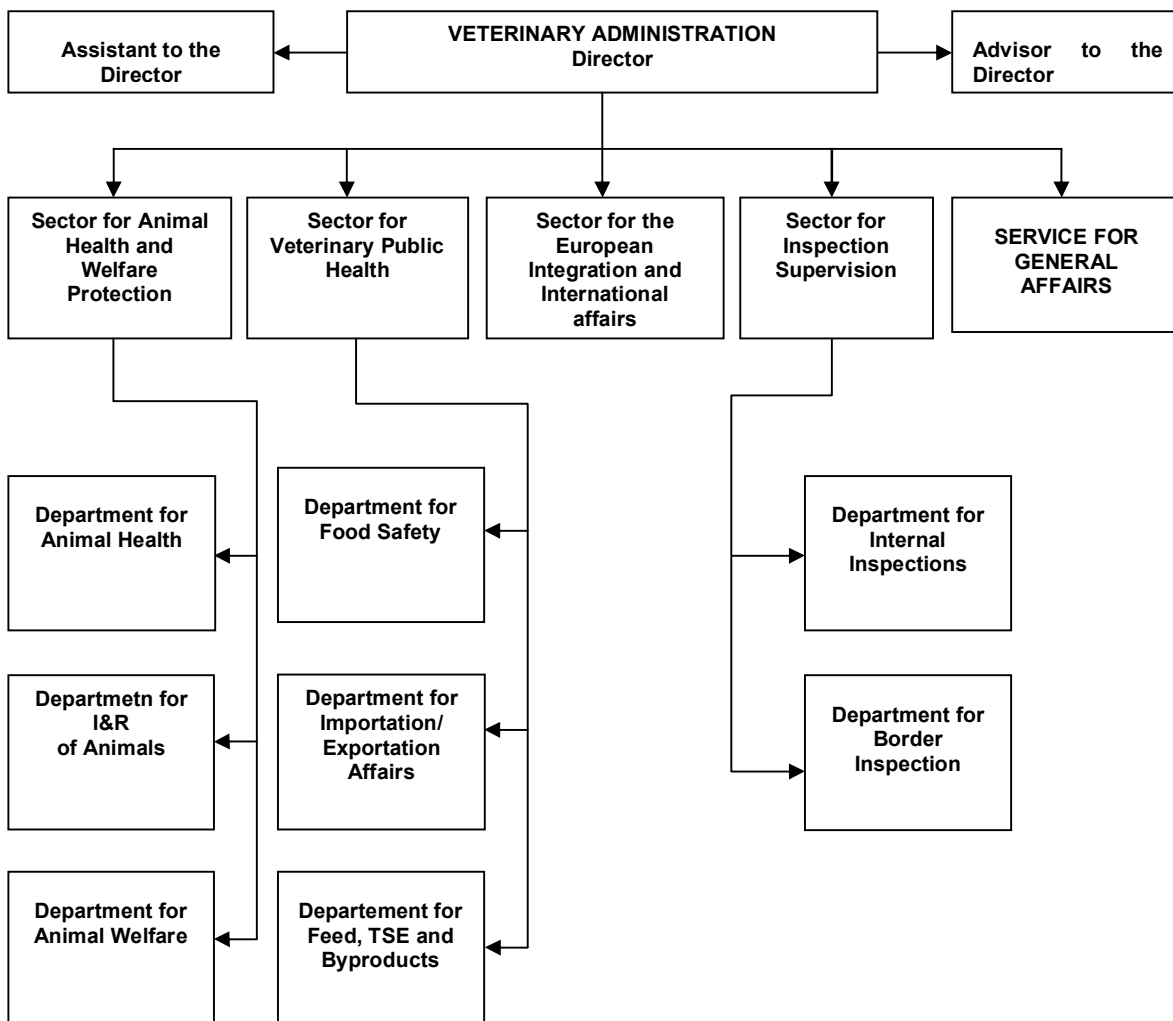 Assistant to the
Director
VETERINARY ADMINISTRATION
Director
Advisor to the
Director
Sector for Animal
Health and
Welfare
Protection
Sector for
Veterinary Public
Health
Sector for the
European
Integration and
International
affairs
Sector for
Inspection
Supervision
SERVICE FOR
GENERAL
AFFAIRS
Department for
Animal Health
Department for
Food Safety
Department for
Internal
Inspections
Departmetn for
I&R
of Animals
Department for
Importation/
Exportation
Affairs
Department for
Border
Inspection
Department for
Animal Welfare
Departement for
Feed, TSE and
Byproducts